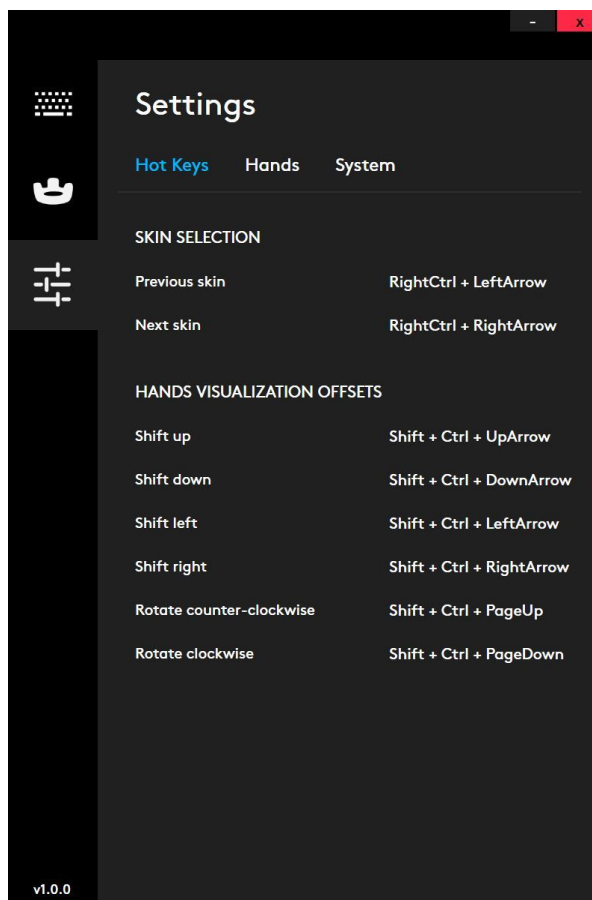 - x
Settings
Hot Keys Hands System
SKIN SELECTION
Previous skin RightCtrl + LeftArrow
Next skin RightCtrl + RightArrow
HANDS VISUALIZATION OFFSETS
Shift up Shift + Ctrl + UpArrow
Shift down Shift + Ctrl + DownArrow
Shift left Shift + Ctrl + LeftArrow
Shift right Shift + Ctrl + RightArrow
Rotate counter-clockwise Shift + Ctrl + PageUp
Rotate clockwise Shift + Ctrl + PageDown
v1.0.0